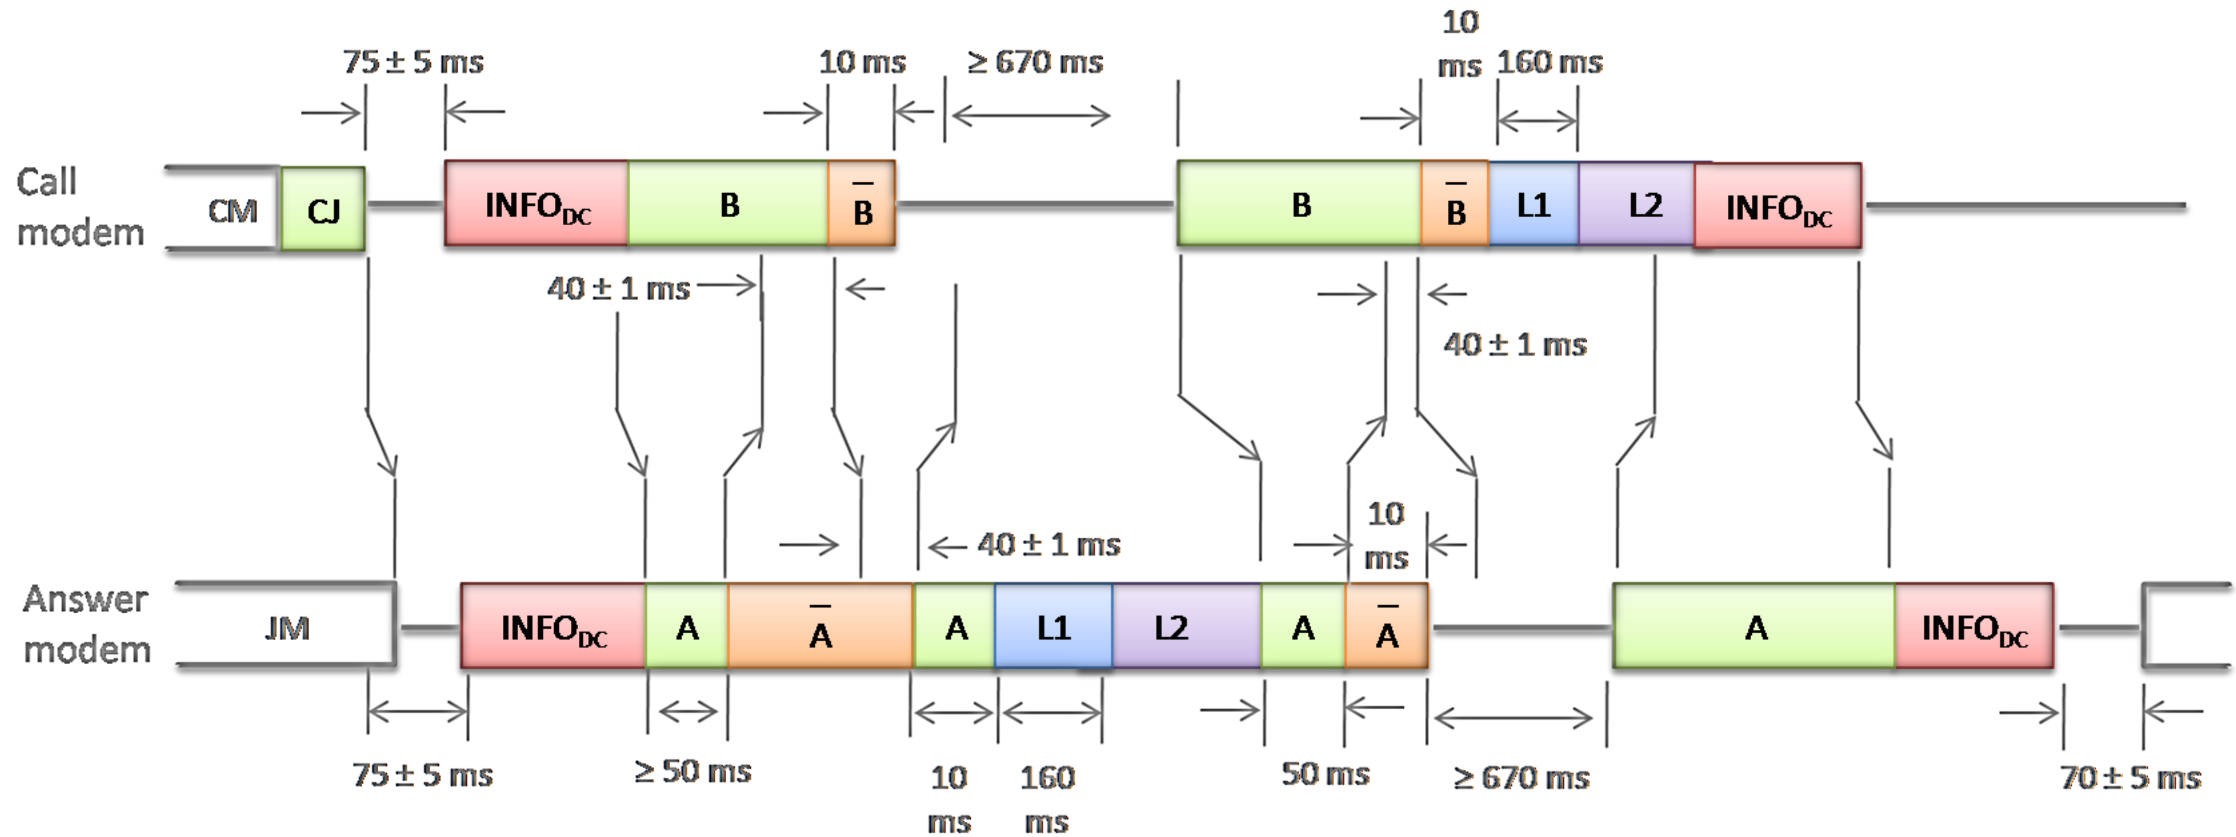 10
75 ± 5 ms
10 ms
≥ 670 ms
ms
160 ms
Call
modem
CM
CJ
INFODC
B
B̅
B
B̅
L1
L2
INFODC
40 ± 1 ms
40 ± 1 ms
10
ms
40 ± 1 ms
Answer
modem
JM
INFODC
A
A̅
A
L1
L2
A
A̅
A
INFODC
75 ± 5 ms
≥ 50 ms
10
ms
160
ms
50 ms
≥ 670 ms
70 ± 5 ms